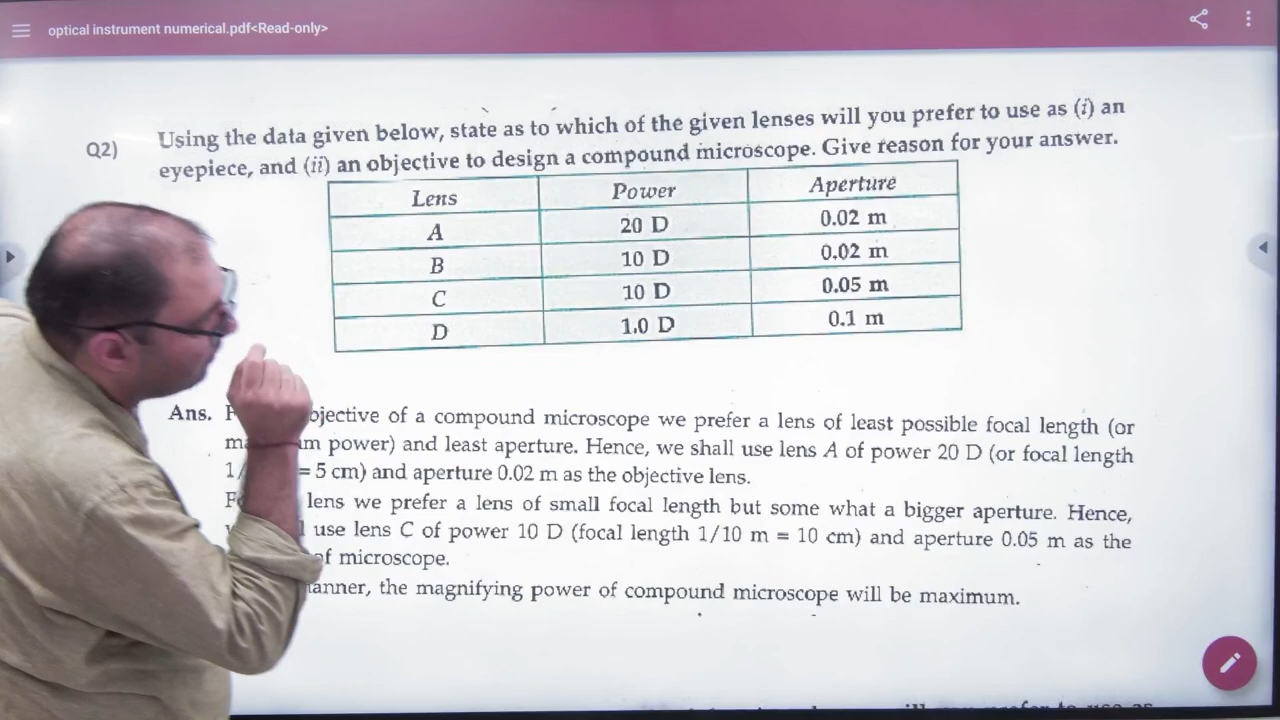 optical instrument numerical.pdf<Read-only>
Q2) Using the data given below, state as to which of the given lenses will you prefer to use as (i) an
eyepiece, and (ii) an objective to design a compound microscope. Give reason for your answer.
Lens Power Aperture
A 20 D 0.02 m
B 10 D 0.02 m
C 10 D 0.05 m
D 1.0 D 0.1 m
Ans. objective of a compound microscope we prefer a lens of least possible focal length (or
power) and least aperture. Hence, we shall use lens A of power 20 D (or focal length
= 5 cm) and aperture 0.02 m as the objective lens.
lens we prefer a lens of small focal length but some what a bigger aperture. Hence,
use lens C of power 10 D (focal length 1/10 m = 10 cm) and aperture 0.05 m as the
of microscope.
the magnifying power of compound microscope will be maximum.